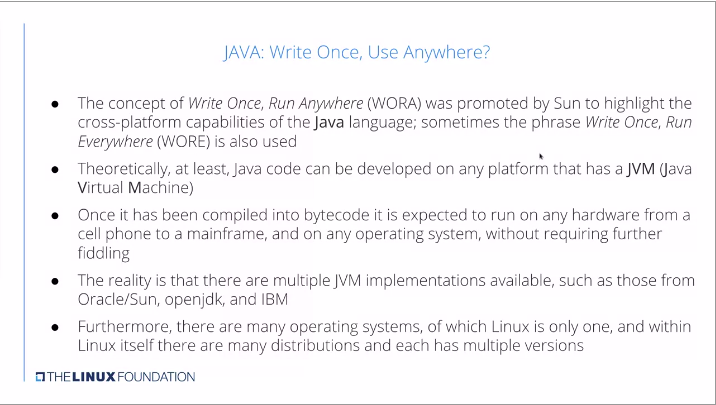 JAVA: Write Once, Use Anywhere?
● The concept of Write Once, Run Anywhere (WORA) was promoted by Sun to highlight the
cross-platform capabilities of the Java language; sometimes the phrase Write Once, Run
Everywhere (WORE) is also used
● Theoretically, at least, Java code can be developed on any platform that has a JVM (Java
Virtual Machine)
● Once it has been compiled into bytecode it is expected to run on any hardware from a
cell phone to a mainframe, and on any operating system, without requiring further
fiddling
● The reality is that there are multiple JVM implementations available, such as those from
Oracle/Sun, openjdk, and IBM
● Furthermore, there are many operating systems, of which Linux is only one, and within
Linux itself there are many distributions and each has multiple versions
THE LINUX FOUNDATION